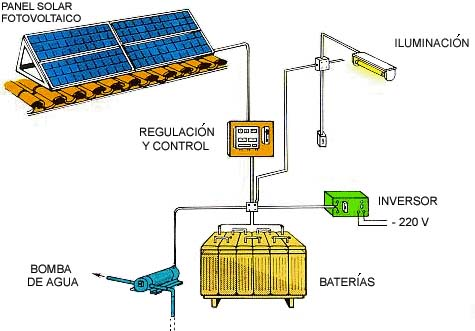 PANEL SOLAR
FOTOVOLTAICO
ILUMINACIÓN
REGULACIÓN
Y CONTROL
INVERSOR
- 220 V
BOMBA
DE AGUA
BATERÍAS